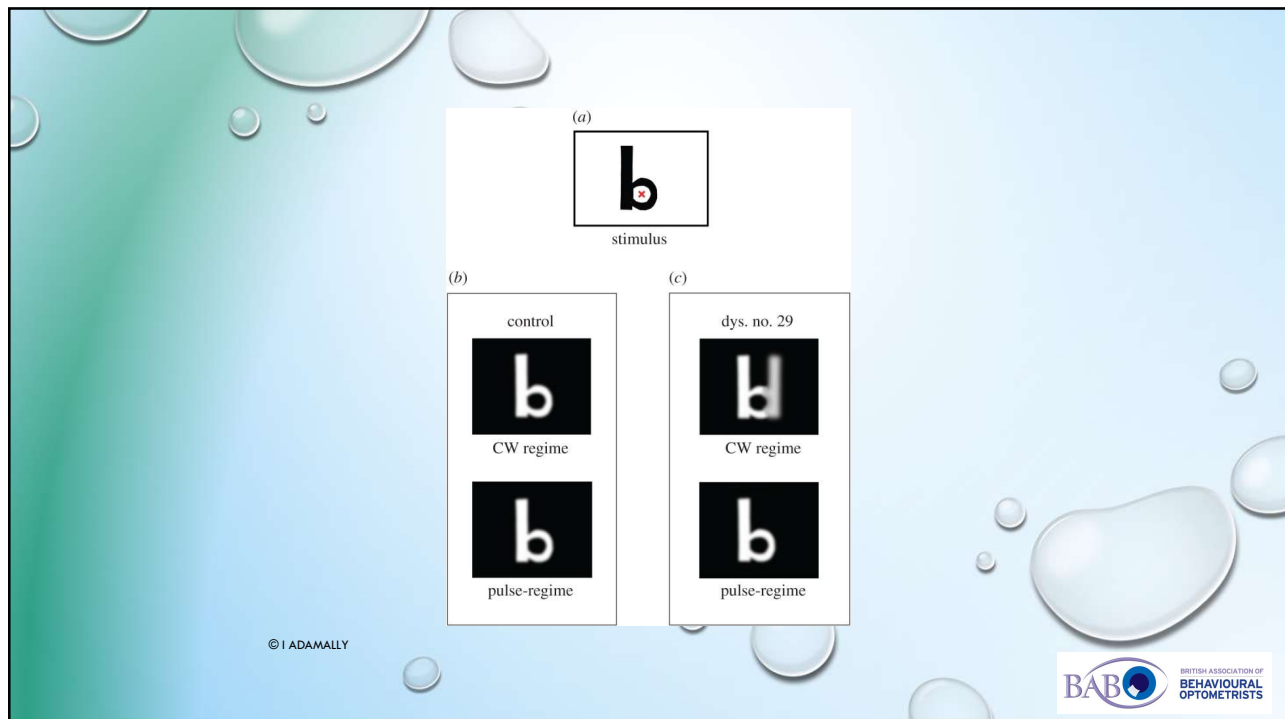 (a)
b
stimulus
(b)
(c)
control
dys. no. 29
b
CW regime
CW regime
b
b
pulse-regime
pulse-regime
© I ADAMALLY
BABO
BRITISH ASSOCIATION OF
BEHAVIOURAL
OPTOMETRISTS